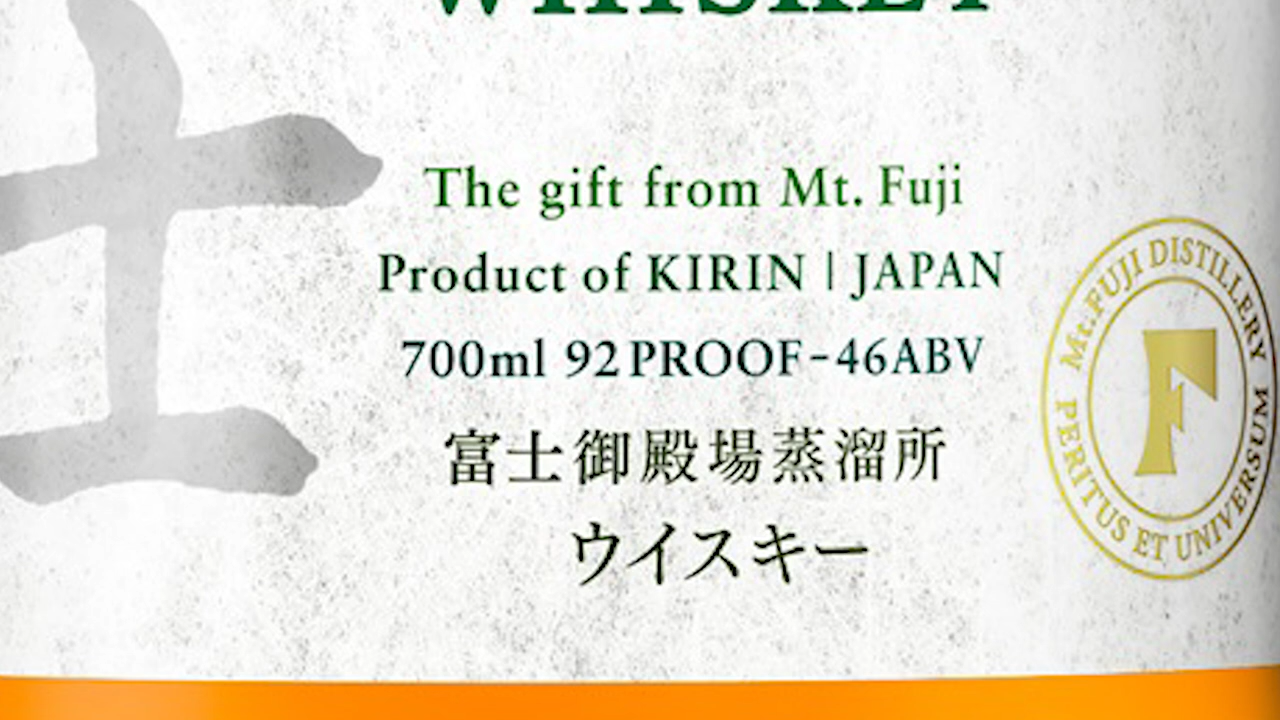 WHISKEY
士
The gift from Mt. Fuji
Product of KIRIN | JAPAN
700ml 92 PROOF-46ABV
富士御殿場蒸溜所
ウイスキー
Mt.FUJI DISTILLERY
F
PERITUS ET UNIVERSUM